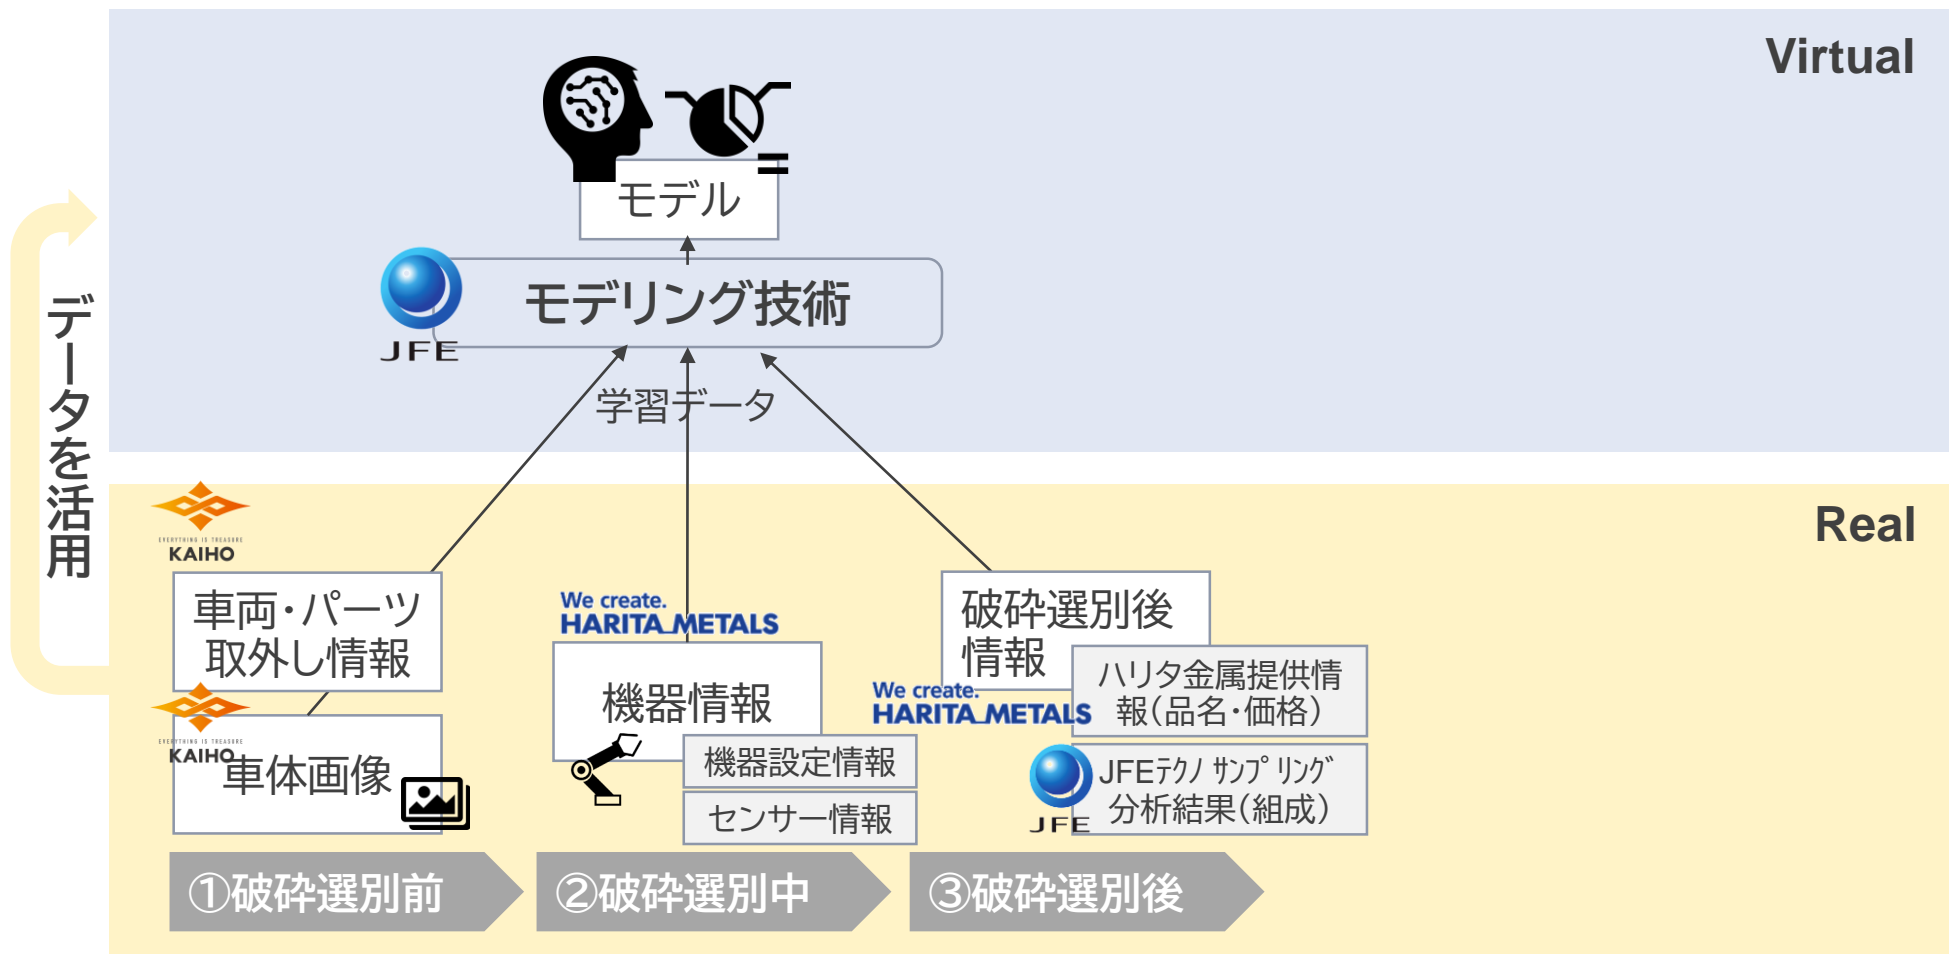 Virtual
モデル
モデリング技術
JFE
学習データ
データを活用
Real
EVERYTHING IS TREASURE
KAIHO
車両・パーツ
取外し情報
EVERYTHING IS TREASURE
KAIHO
車体画像
We create.
HARITA METALS
機器情報
機器設定情報
センサー情報
破砕選別後
情報
We create.
HARITA METALS
ハリタ金属提供情
報(品名・価格)
JFE
JFEﾃｸﾉ ｻﾝﾌﾟﾘﾝｸﾞ
分析結果(組成)
①破砕選別前
②破砕選別中
③破砕選別後